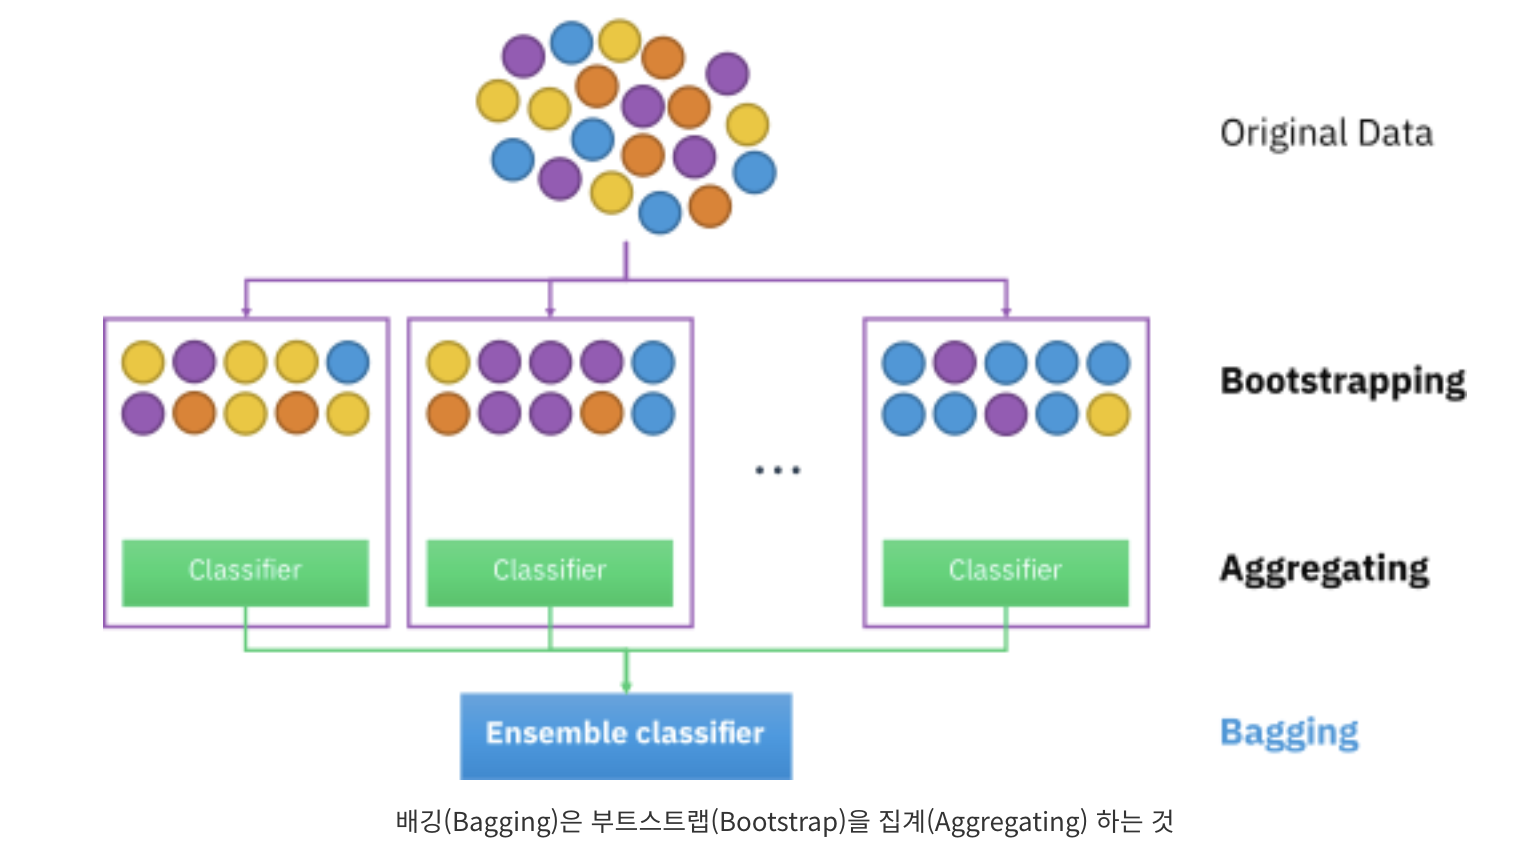 Original Data
Bootstrapping
...
Classifier
Classifier
Classifier
Aggregating
Ensemble classifier
Bagging
배깅(Bagging)은 부트스트랩(Bootstrap)을 집계(Aggregating) 하는 것